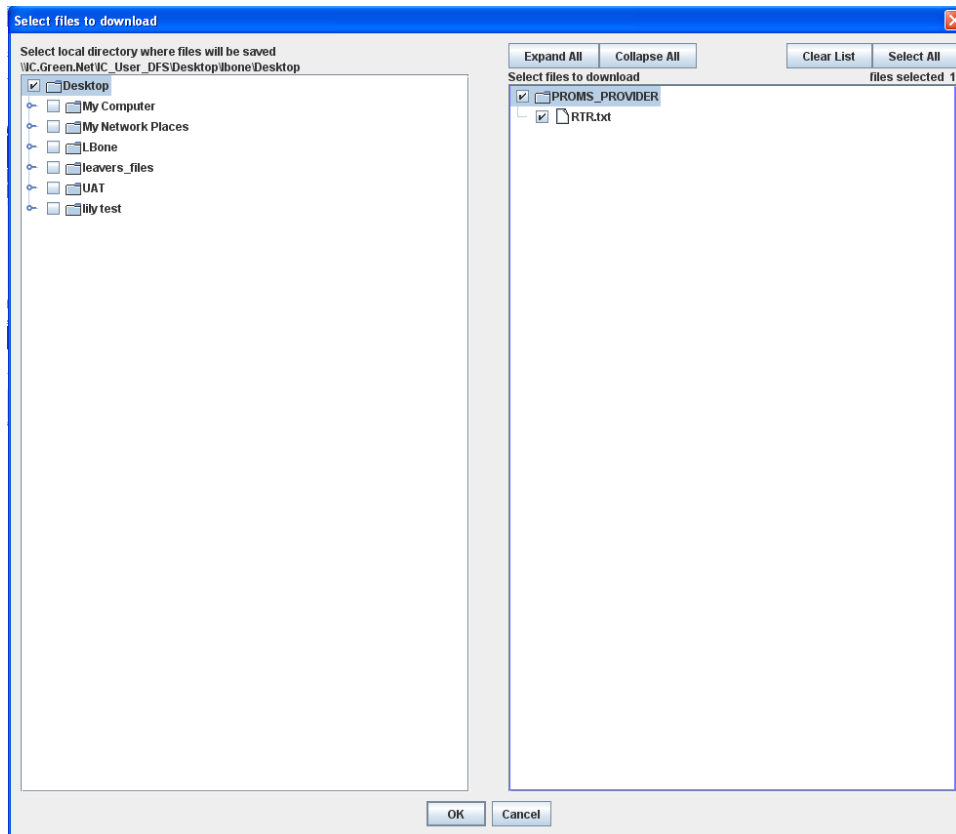 Select files to download
Select local directory where files will be saved
\\IC.Green.Net\IC_User_DFS\Desktop\lbone\Desktop
Desktop
My Computer
My Network Places
LBone
leavers_files
UAT
lily test
Expand All Collapse All Clear List Select All
Select files to download files selected 1
PROMS_PROVIDER
RTR.txt
OK Cancel